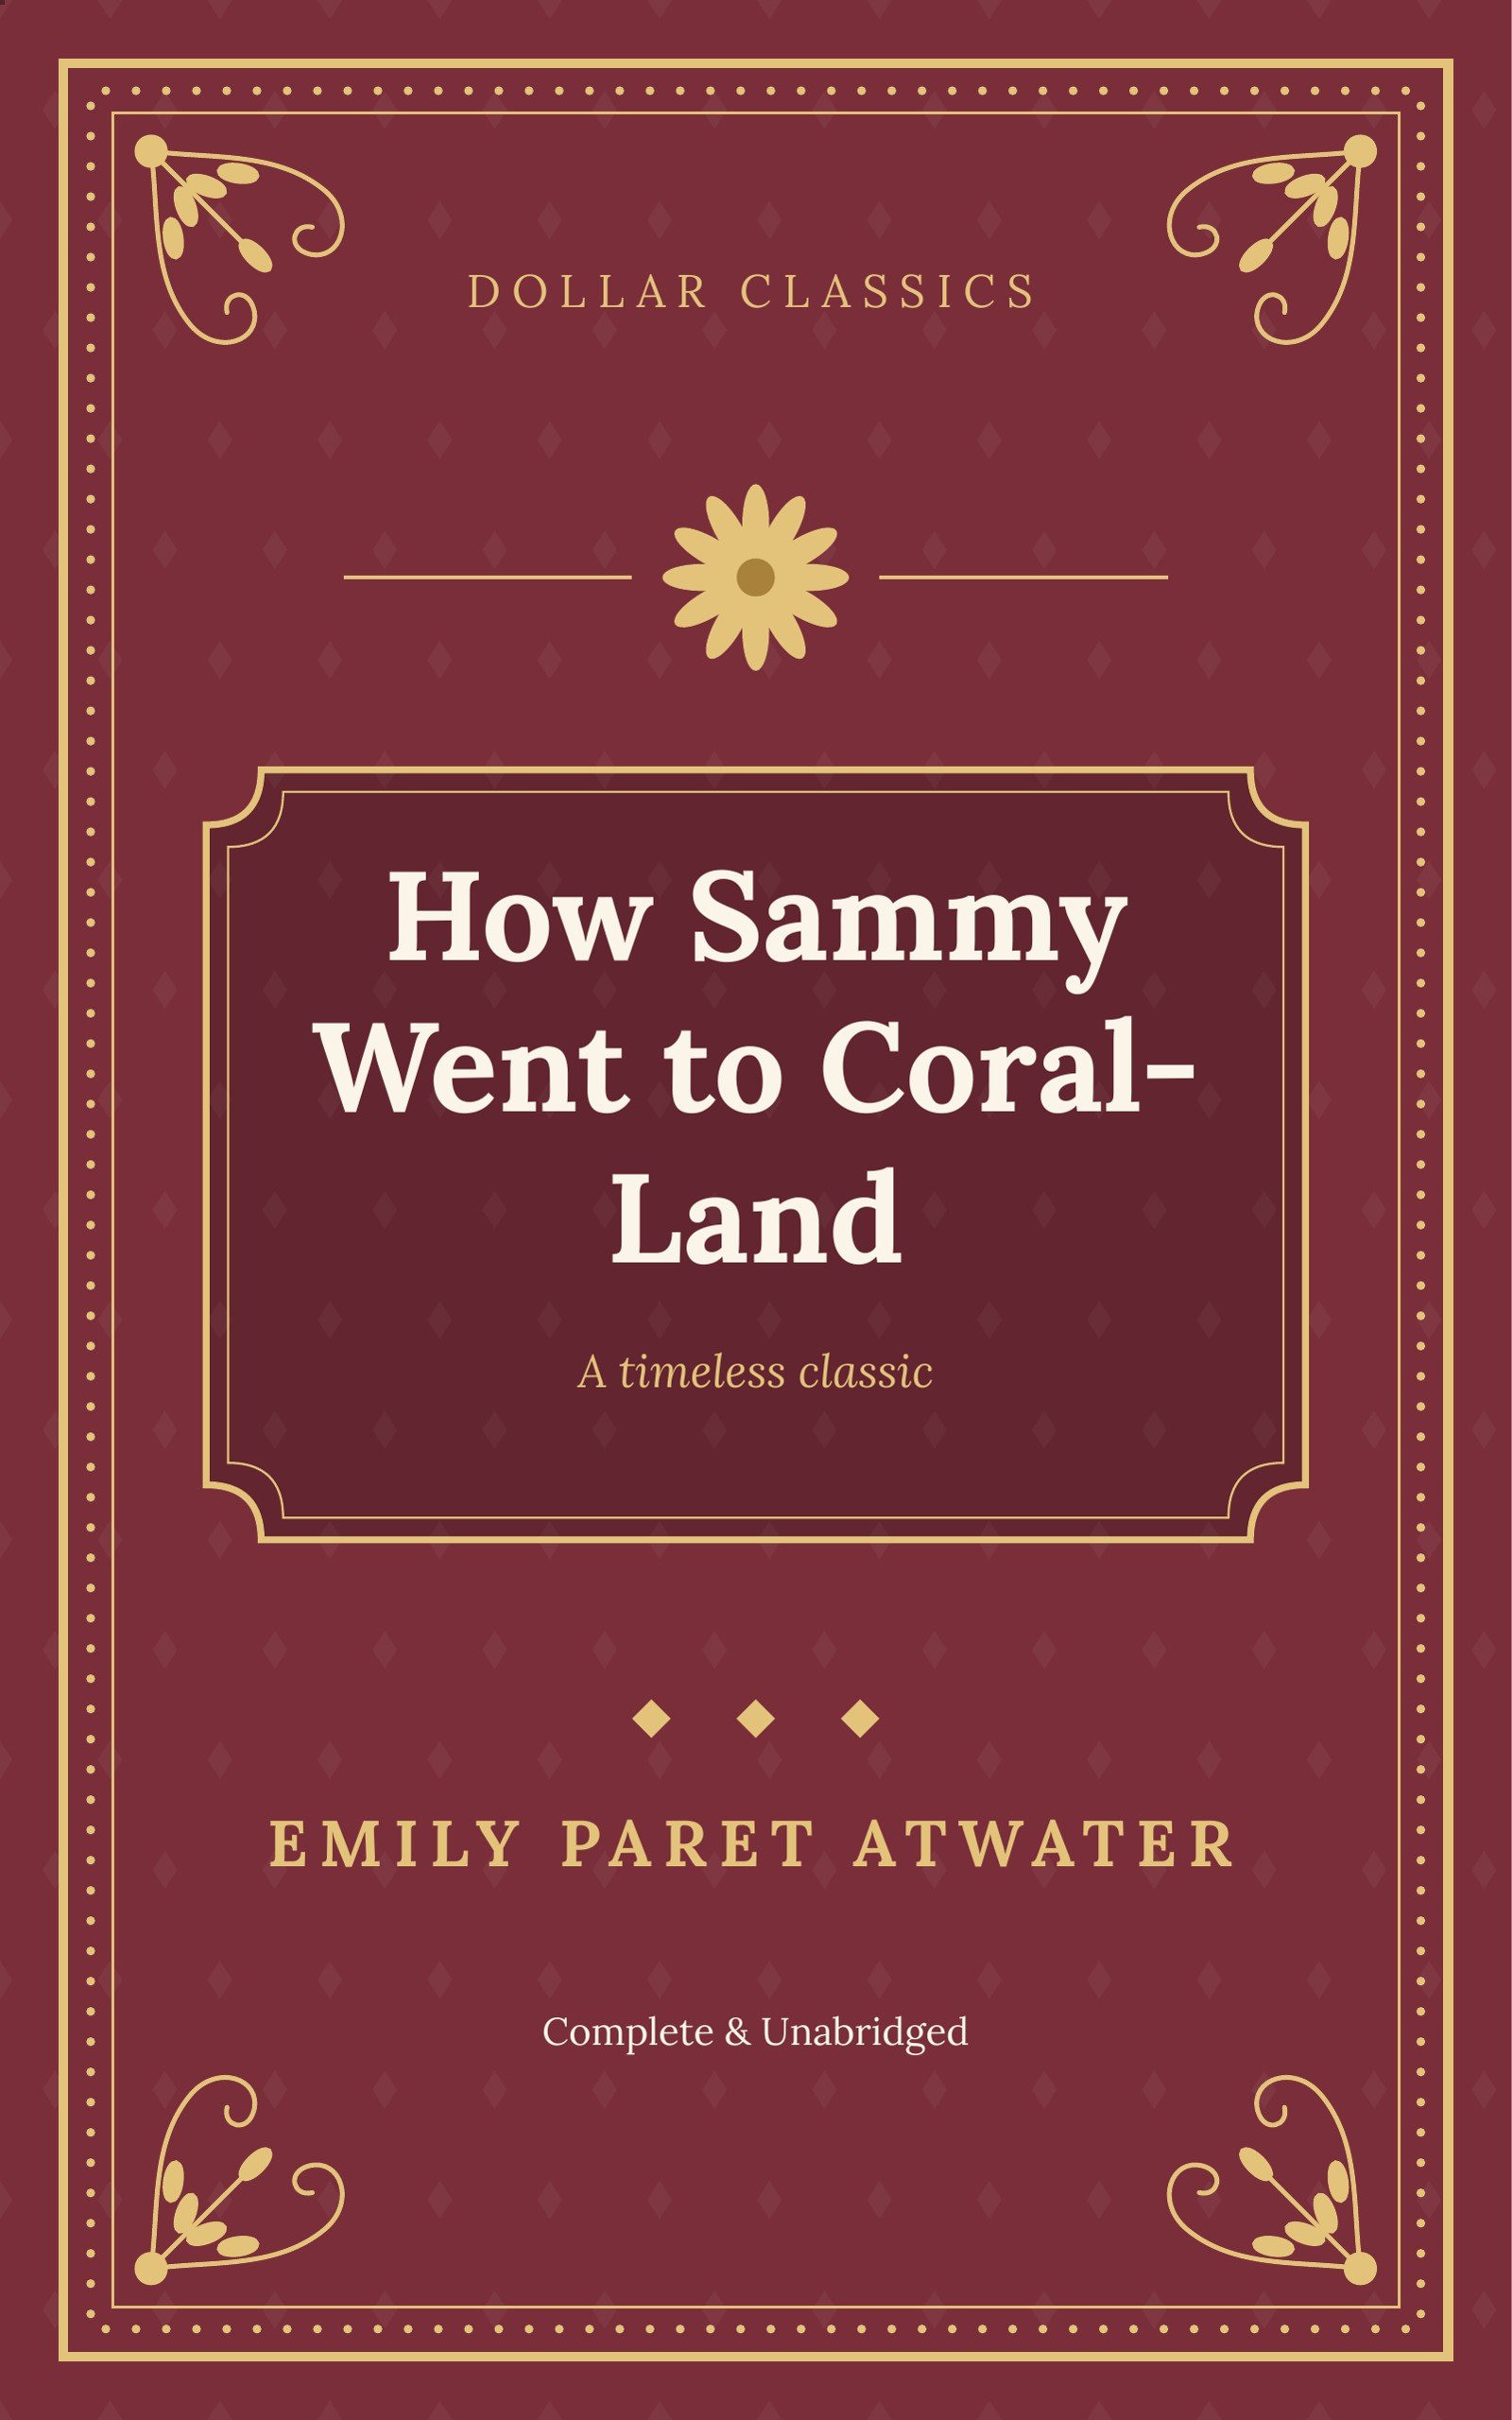 DOLLAR CLASSICS
How Sammy
Went to Coral-
Land
A timeless classic
EMILY PARET ATWATER
Complete & Unabridged